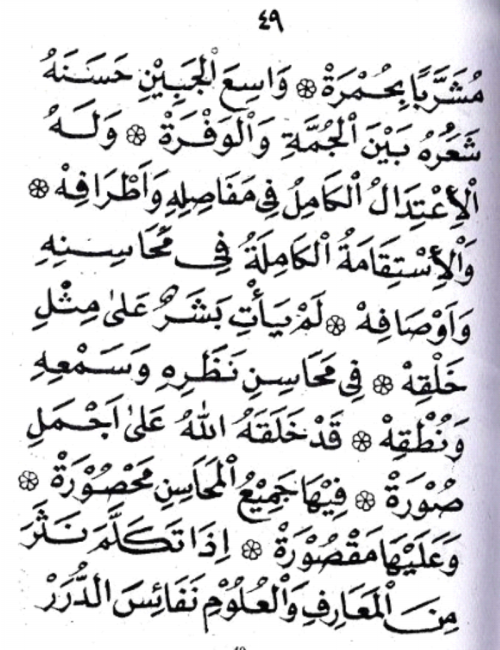 ٤٩
مُشَرَّبًا بِحُمْرَةْ ۞ وَاسِعَ الْجَبِيْنِ حَسَنَهُ
شَعْرُهُ بَيْنَ الْجُمَّةِ وَالْوَفْرَةْ ۞ وَلَهُ
الْاِعْتِدَالُ الْكَامِلُ فِي مَفَاصِلِهِ وَاَطْرَافِهْ ۞
وَالْاِسْتِقَامَةُ الْكَامِلَةُ فِي مَحَاسِنِهِ
وَاَوْصَافِهْ ۞ لَمْ يَأْتِ بَشَرٌ عَلَى مِثْلِ
خَلْقِهْ ۞ فِي مَحَاسِنِ نَظَرِهِ وَسَمْعِهِ
وَنُطْقِهْ ۞ قَدْ خَلَقَهُ اللهُ عَلَى اَجْمَلِ
صُوْرَةْ ۞ فِيْهَا جَمِيْعُ الْمَحَاسِنِ مَحْصُوْرَةْ ۞
وَعَلَيْهَا مَقْصُوْرَةْ ۞ اِذَا تَكَلَّمَ نَثَرَ
مِنَ الْمَعَارِفِ وَالْعُلُوْمِ نَفَائِسَ الدُّرَرْ